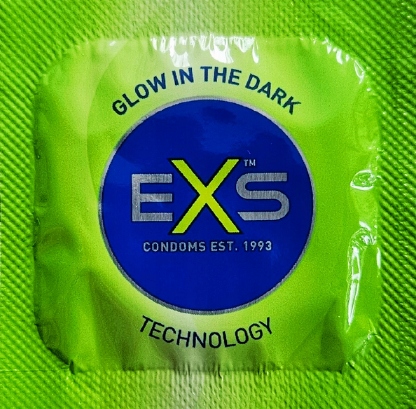 GLOW IN THE DARK
EXS™
CONDOMS EST. 1993
TECHNOLOGY